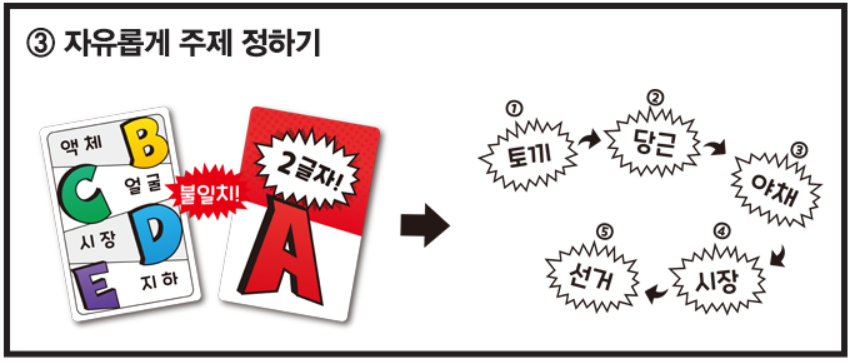 ③ 자유롭게 주제 정하기
액체 B
C 얼굴
시장 D
E 지하
불일치!
2글자!
A
① 토끼
② 당근
③ 야채
④ 시장
⑤ 선거